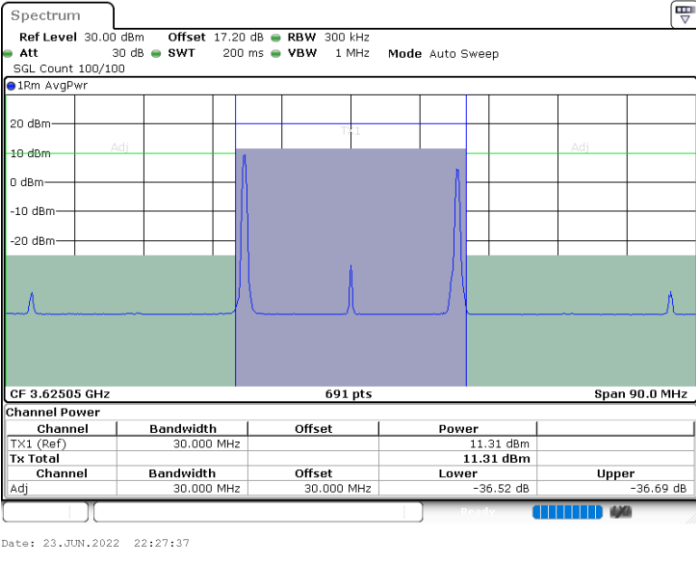 Spectrum
Ref Level 30.00 dBm Offset 17.20 dB RBW 300 kHz
Att 30 dB SWT 200 ms VBW 1 MHz Mode Auto Sweep
SGL Count 100/100
1Rm AvgPwr
20 dBm
TX1
Adj Adj
10 dBm
0 dBm
-10 dBm
-20 dBm
CF 3.62505 GHz 691 pts Span 90.0 MHz
Channel Power
Channel Bandwidth Offset Power
TX1 (Ref) 30.000 MHz 11.31 dBm
Tx Total 11.31 dBm
Channel Bandwidth Offset Lower Upper
Adj 30.000 MHz 30.000 MHz -36.52 dB -36.69 dB
Ready
Date: 23.JUN.2022 22:27:37